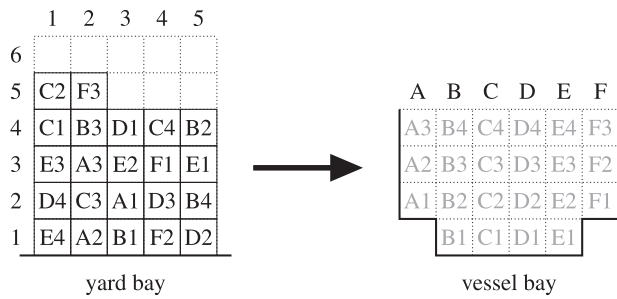 1 2 3 4 5
6
5 C2 F3
4 C1 B3 D1 C4 B2
3 E3 A3 E2 F1 E1
2 D4 C3 A1 D3 B4
1 E4 A2 B1 F2 D2
yard bay
A B C D E F
A3 B4 C4 D4 E4 F3
A2 B3 C3 D3 E3 F2
A1 B2 C2 D2 E2 F1
B1 C1 D1 E1
vessel bay